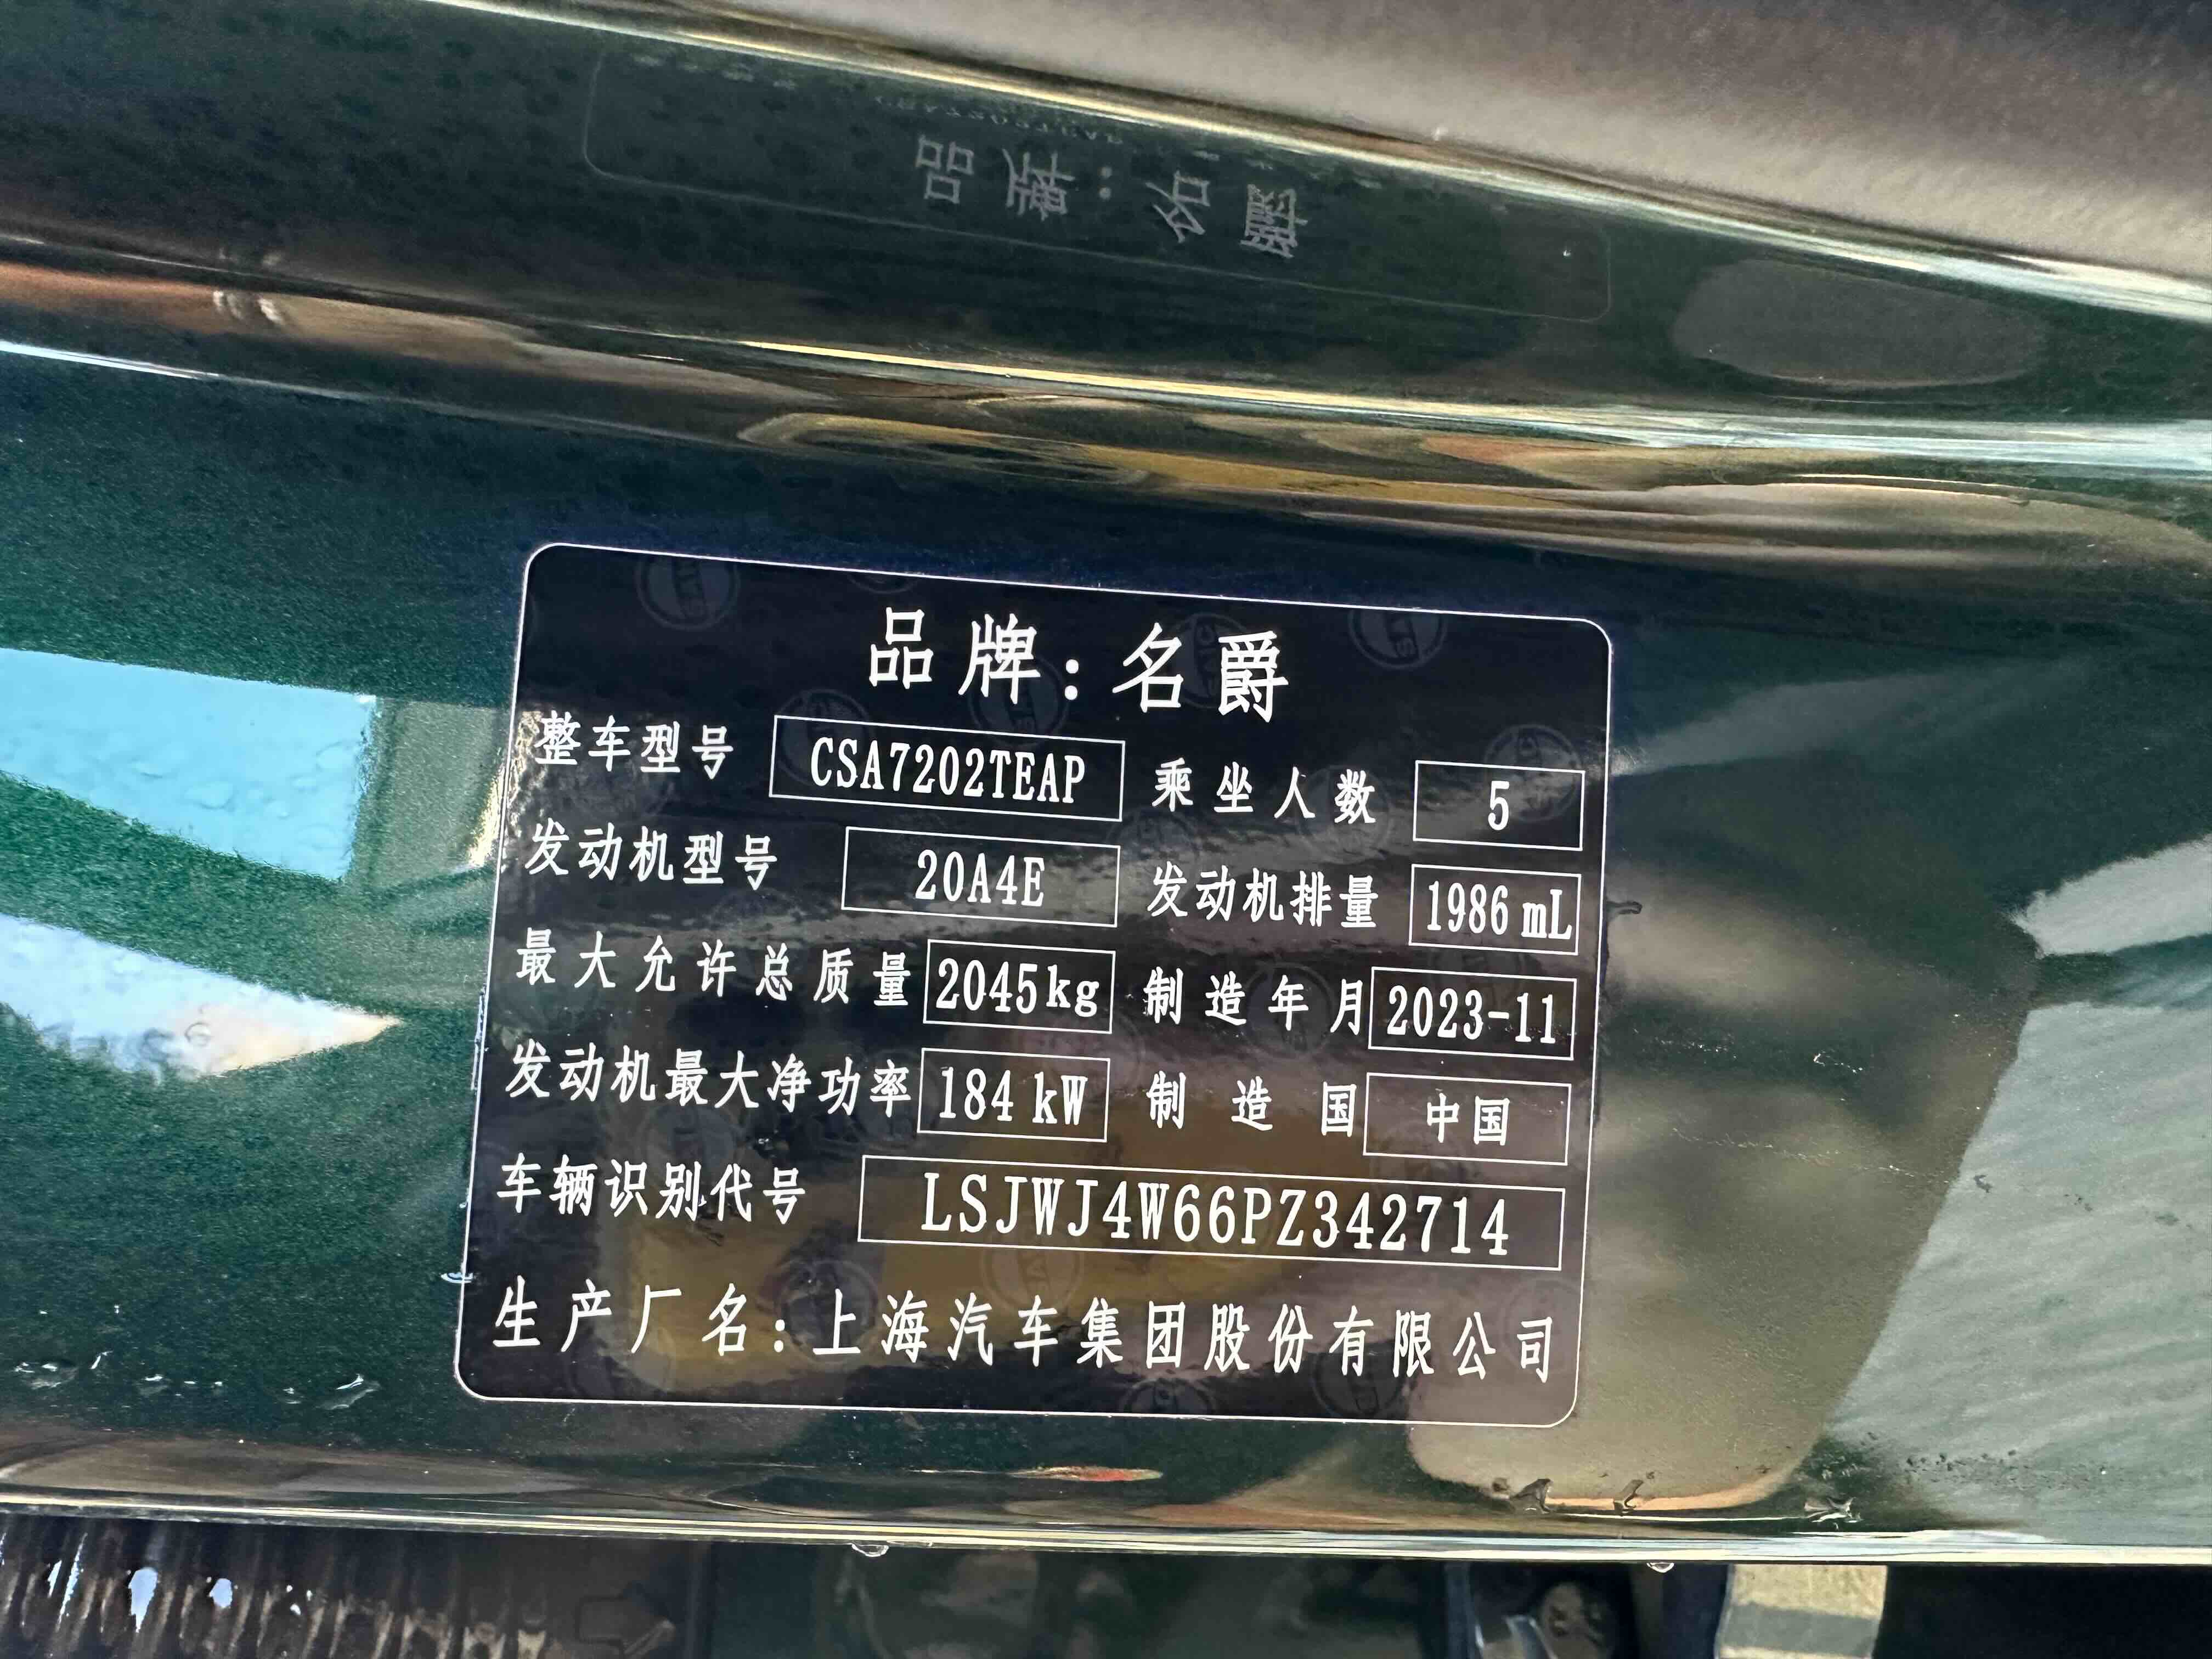 品牌：名爵
品牌：名爵
整车型号 CSA7202TEAP 乘坐人数 5
发动机型号 20A4E 发动机排量 1986 mL
最大允许总质量 2045kg 制造年月 2023-11
发动机最大净功率 184 kW 制造国 中国
车辆识别代号 LSJWJ4W66PZ342714
生产厂名：上海汽车集团股份有限公司